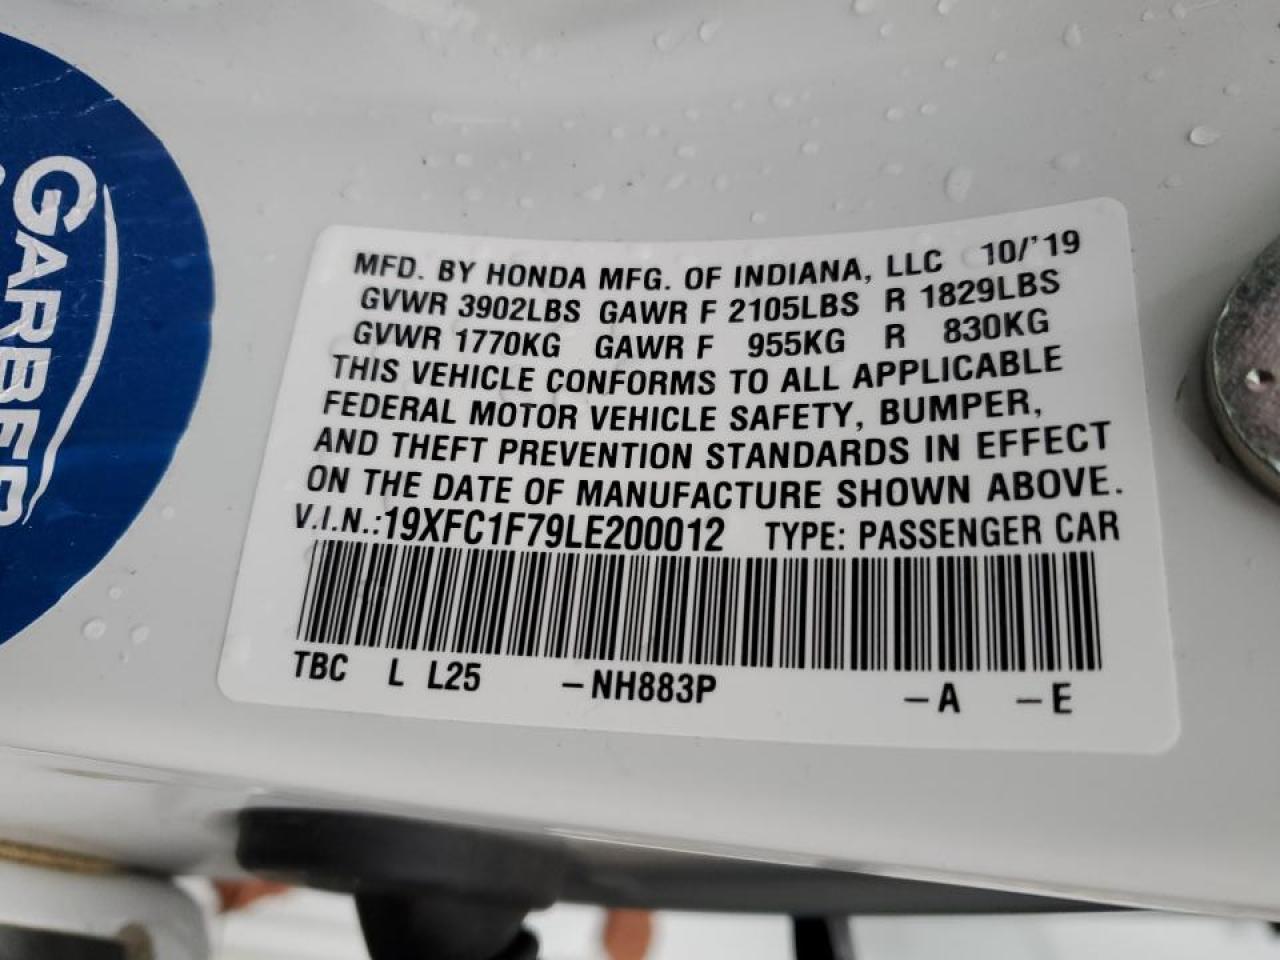 GARBER
MFD. BY HONDA MFG. OF INDIANA, LLC 10/'19
GVWR 3902LBS GAWR F 2105LBS R 1829LBS
GVWR 1770KG GAWR F 955KG R 830KG
THIS VEHICLE CONFORMS TO ALL APPLICABLE
FEDERAL MOTOR VEHICLE SAFETY, BUMPER,
AND THEFT PREVENTION STANDARDS IN EFFECT
ON THE DATE OF MANUFACTURE SHOWN ABOVE.
V.I.N.:19XFC1F79LE200012 TYPE: PASSENGER CAR
TBC L L25 -NH883P -A -E